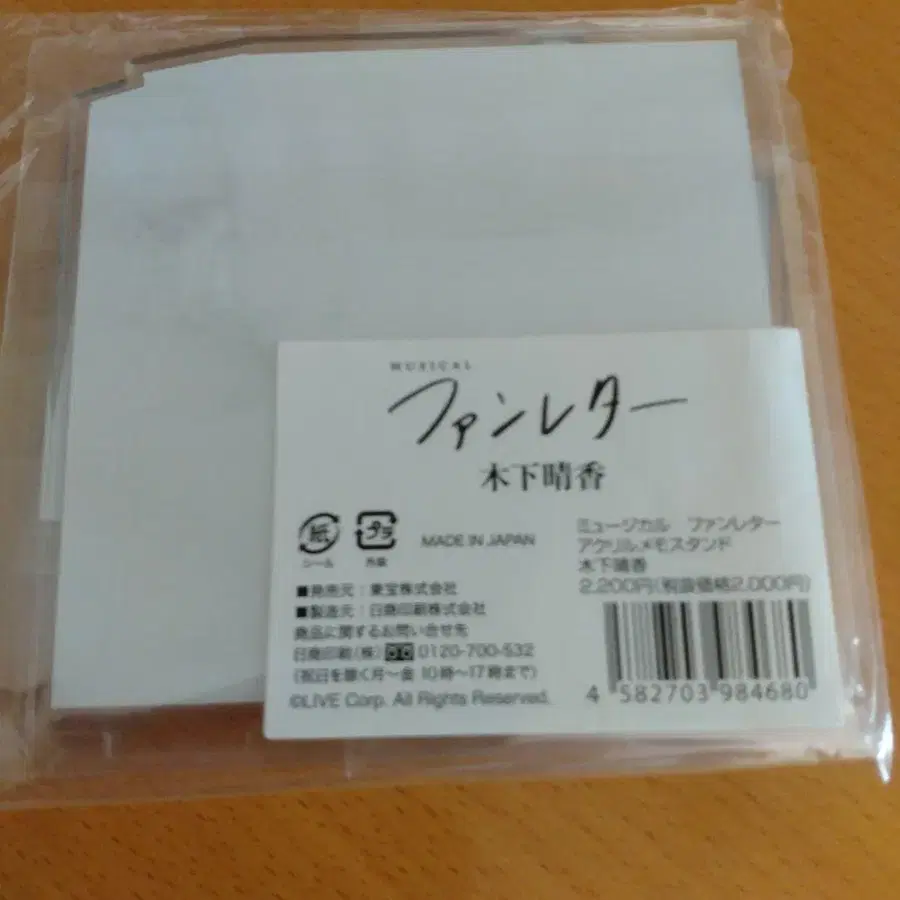 MUSICAL
ファンレター
木下晴香
紙
シール
プラ
外袋
MADE IN JAPAN
■発売元：東宝株式会社
■製造元：日商印刷株式会社
商品に関するお問い合せ先
日商印刷(株) 0120-700-532
(祝日を除く月〜金 10時〜17時まで)
©LIVE Corp. All Rights Reserved.
ミュージカル ファンレター
アクリルメモスタンド
木下晴香
2,200円(税抜価格2,000円)
4 582703 984680